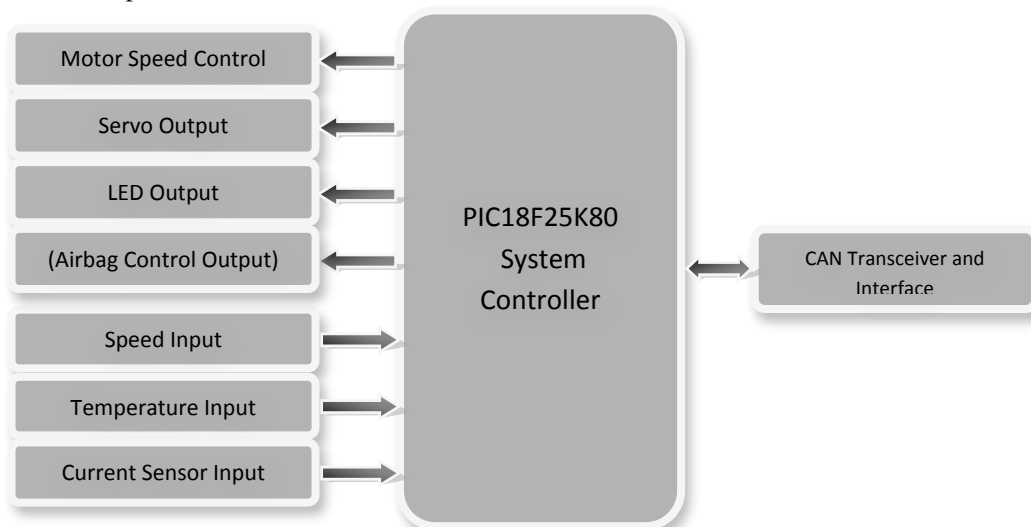 Motor Speed Control
Servo Output
LED Output
(Airbag Control Output)
Speed Input
Temperature Input
Current Sensor Input
PIC18F25K80
System
Controller
CAN Transceiver and
Interface